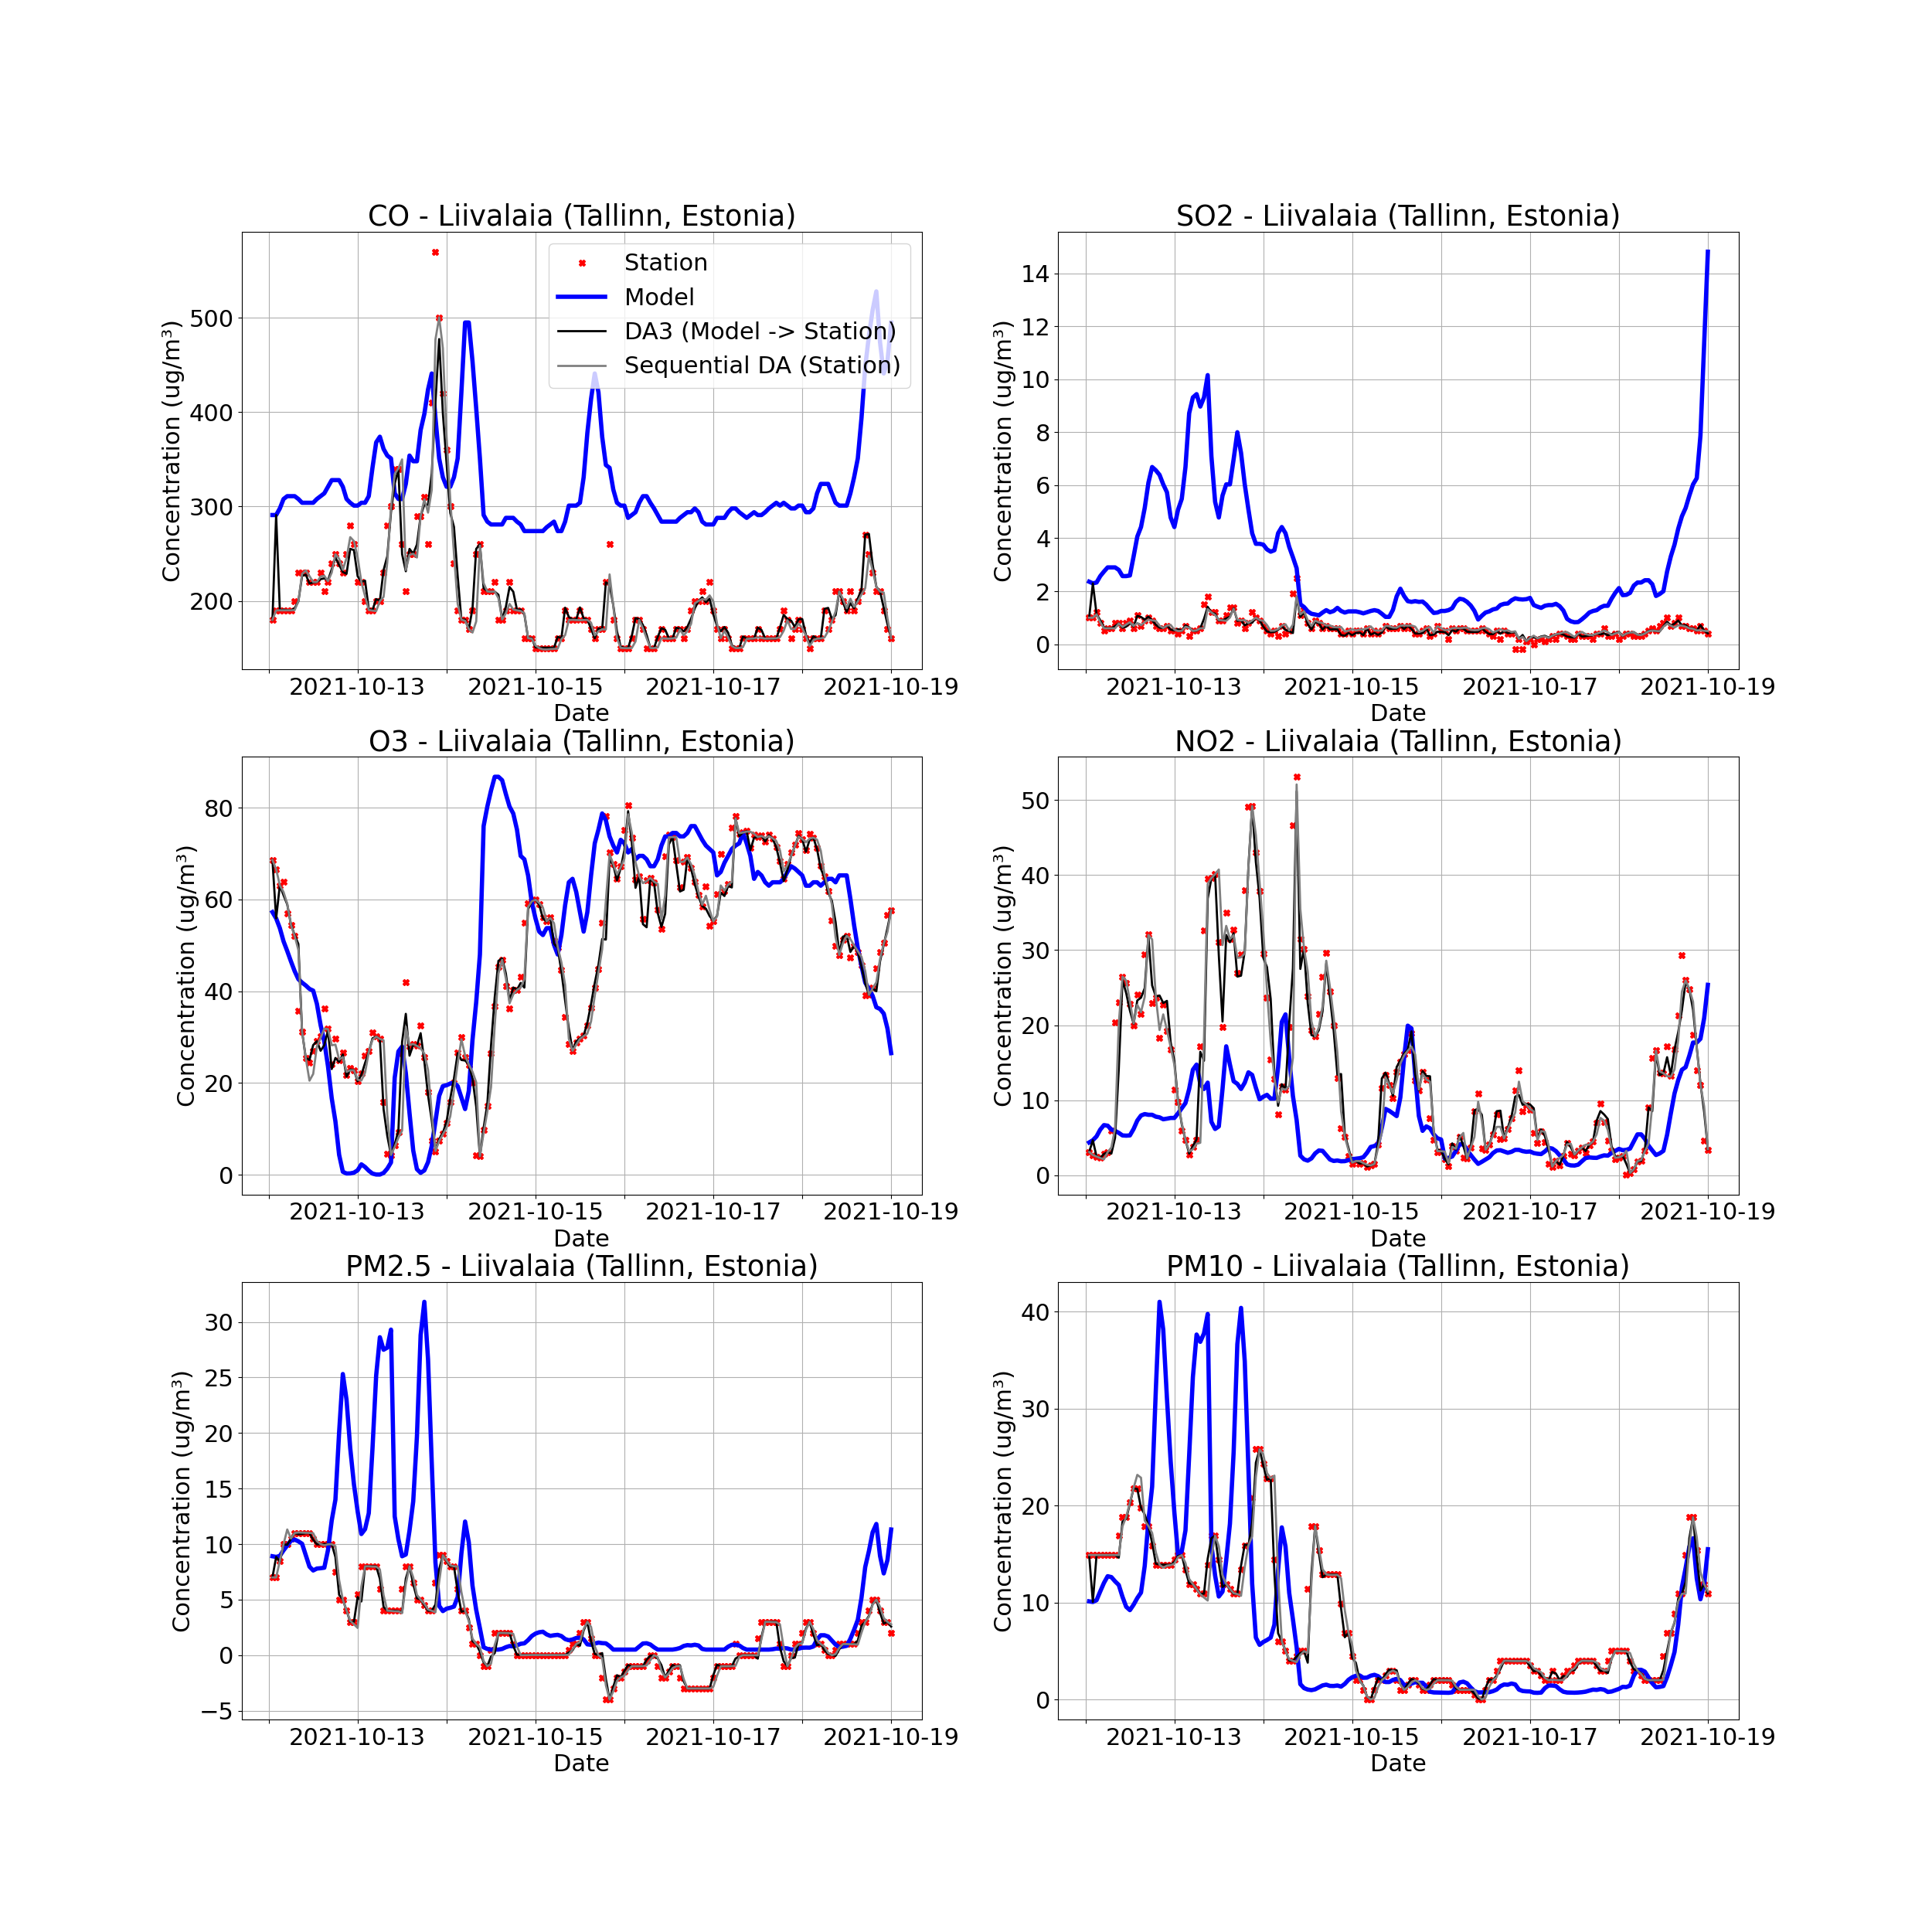 CO - Liivalaia (Tallinn, Estonia)
Concentration (ug/m³)
500
400
300
200
Station
Model
DA3 (Model -> Station)
Sequential DA (Station)
2021-10-13 2021-10-15 2021-10-17 2021-10-19
Date
SO2 - Liivalaia (Tallinn, Estonia)
Concentration (ug/m³)
14
12
10
8
6
4
2
0
2021-10-13 2021-10-15 2021-10-17 2021-10-19
Date
O3 - Liivalaia (Tallinn, Estonia)
Concentration (ug/m³)
80
60
40
20
0
2021-10-13 2021-10-15 2021-10-17 2021-10-19
Date
NO2 - Liivalaia (Tallinn, Estonia)
Concentration (ug/m³)
50
40
30
20
10
0
2021-10-13 2021-10-15 2021-10-17 2021-10-19
Date
PM2.5 - Liivalaia (Tallinn, Estonia)
Concentration (ug/m³)
30
25
20
15
10
5
0
−5
2021-10-13 2021-10-15 2021-10-17 2021-10-19
Date
PM10 - Liivalaia (Tallinn, Estonia)
Concentration (ug/m³)
40
30
20
10
0
2021-10-13 2021-10-15 2021-10-17 2021-10-19
Date